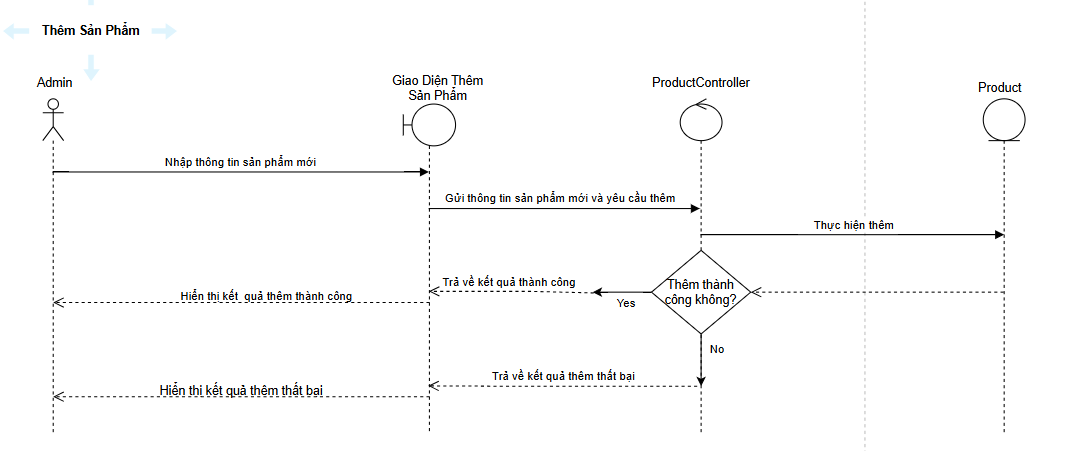 Thêm Sản Phẩm
Admin
Giao Diện Thêm
Sản Phẩm
ProductController
Product
Nhập thông tin sản phẩm mới
Gửi thông tin sản phẩm mới và yêu cầu thêm
Thực hiện thêm
Trả về kết quả thành công
Thêm thành
công không?
Hiển thị kết quả thêm thành công
Yes
No
Trả về kết quả thêm thất bại
Hiển thị kết quả thêm thất bại